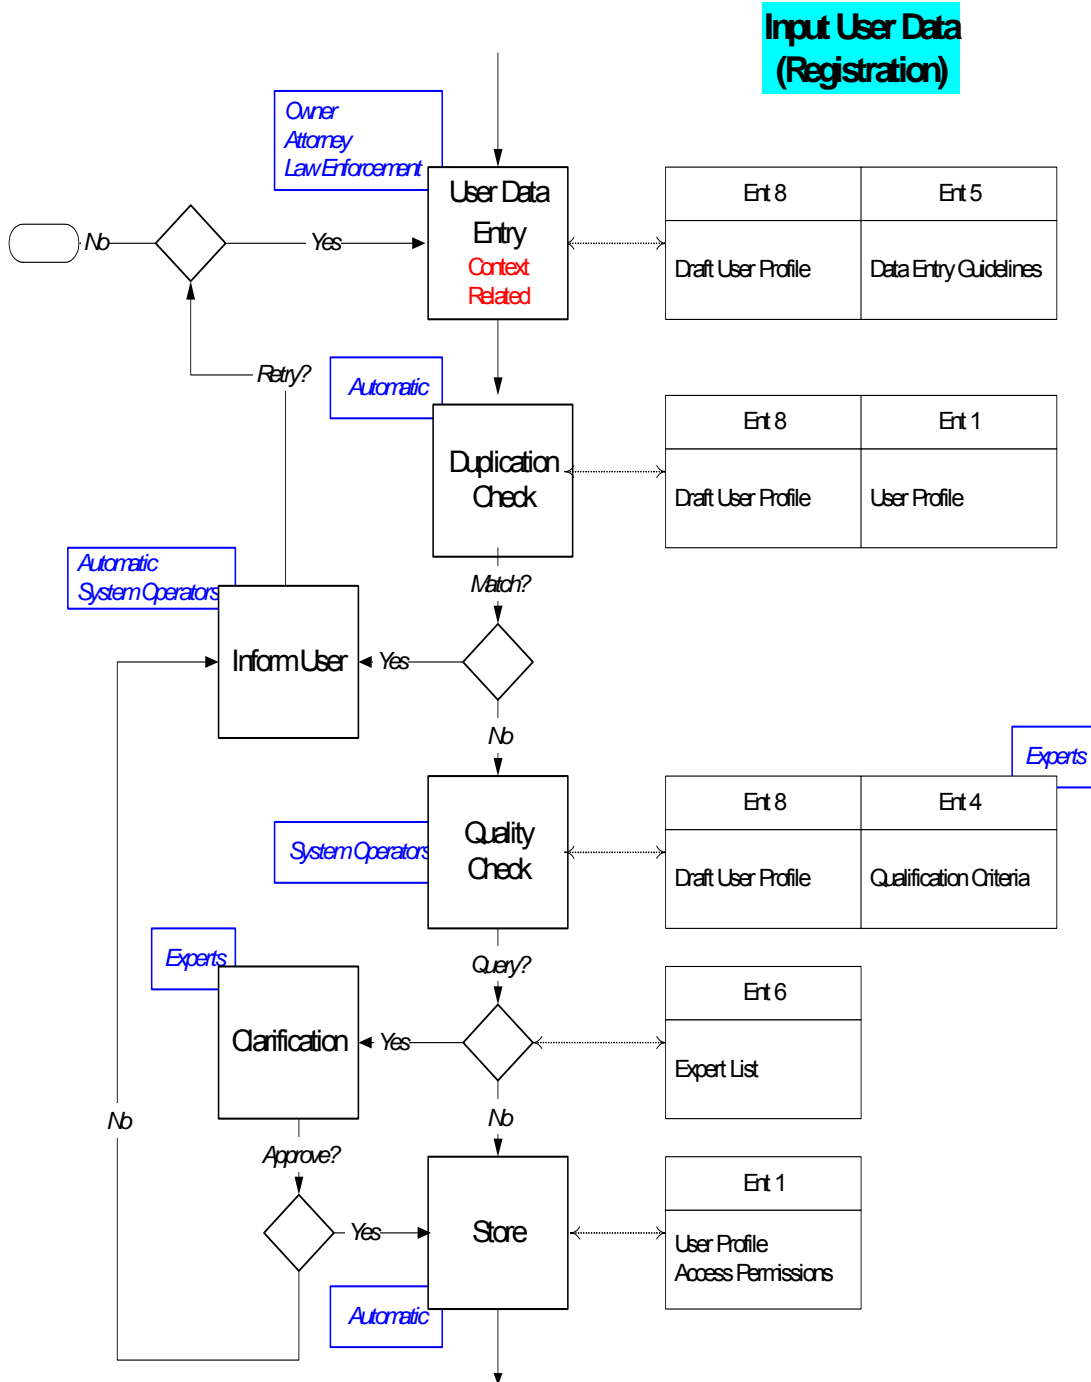 Input User Data
(Registration)
Owner
Attorney
Law Enforcement
User Data
Entry
Context
Related
Ent 8
Ent 5
Draft User Profile
Data Entry Guidelines
No
Yes
Retry?
Automatic
Duplication
Check
Ent 8
Ent 1
Draft User Profile
User Profile
Automatic
System Operators
Match?
Inform User
Yes
No
Experts
System Operators
Quality
Check
Ent 8
Ent 4
Draft User Profile
Qualification Criteria
Experts
Query?
Clarification
Yes
Ent 6
Expert List
No
No
Approve?
Yes
Store
Ent 1
User Profile
Access Permissions
Automatic